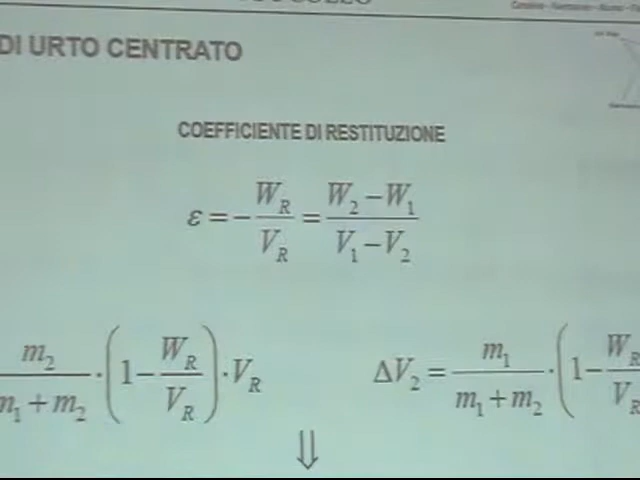 DI URTO CENTRATO
COEFFICIENTE DI RESTITUZIONE
ε = − W_R / V_R = (W_2 − W_1) / (V_1 − V_2)
m_2 / (m_1 + m_2) · (1 − W_R / V_R) · V_R
ΔV_2 = m_1 / (m_1 + m_2) · (1 − W_R / V_R
⇓